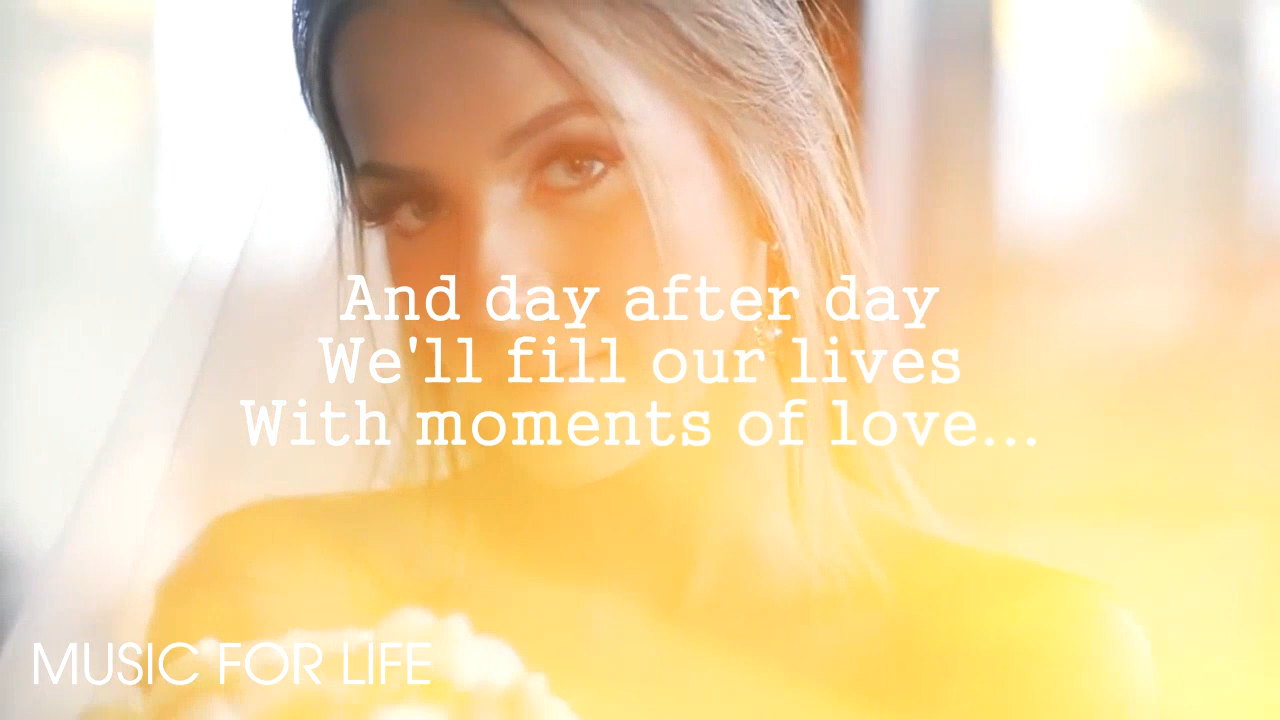 And day after day
We'll fill our lives
With moments of love...
MUSIC FOR LIFE